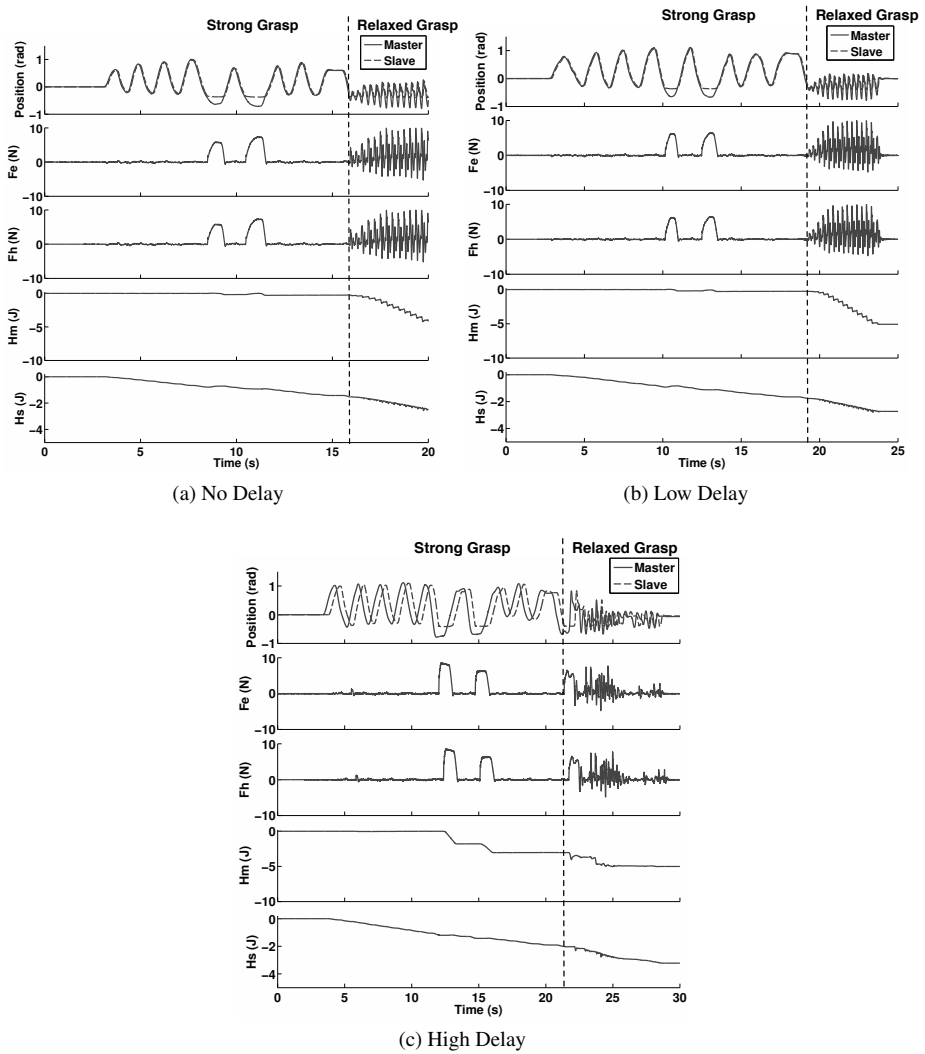 Strong Grasp Relaxed Grasp
Master
Slave
Position (rad)
1
0
−1
Fe (N)
10
0
−10
Fh (N)
10
0
−10
Hm (J)
0
−5
−10
Hs (J)
0
−2
−4
0 5 10 15 20
Time (s)
(a) No Delay
Strong Grasp Relaxed Grasp
Master
Slave
Position (rad)
1
0
−1
Fe (N)
10
0
−10
Fh (N)
10
0
−10
Hm (J)
0
−5
−10
Hs (J)
0
−2
−4
0 5 10 15 20 25
Time (s)
(b) Low Delay
Strong Grasp Relaxed Grasp
Master
Slave
Position (rad)
1
0
−1
Fe (N)
10
0
−10
Fh (N)
10
0
−10
Hm (J)
0
−5
−10
Hs (J)
0
−2
−4
0 5 10 15 20 25 30
Time (s)
(c) High Delay